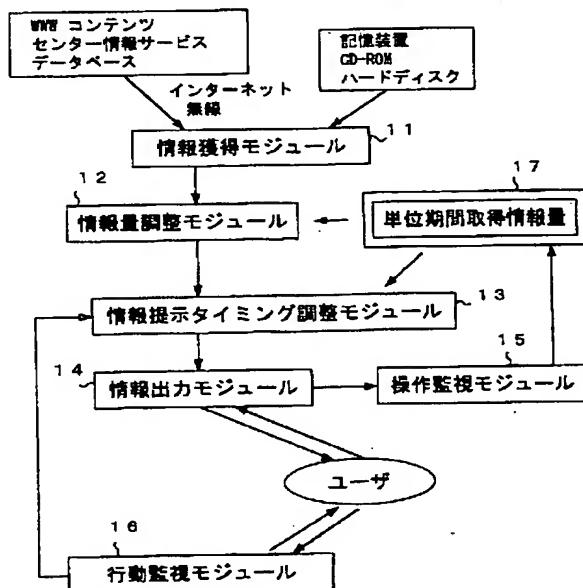 WWW コンテンツ
センター情報サービス
データベース
記憶装置
CD-ROM
ハードディスク
インターネット
無線
11
情報獲得モジュール
12
情報量調整モジュール
17
単位期間取得情報量
13
情報提示タイミング調整モジュール
14
情報出力モジュール
15
操作監視モジュール
ユーザ
16
行動監視モジュール